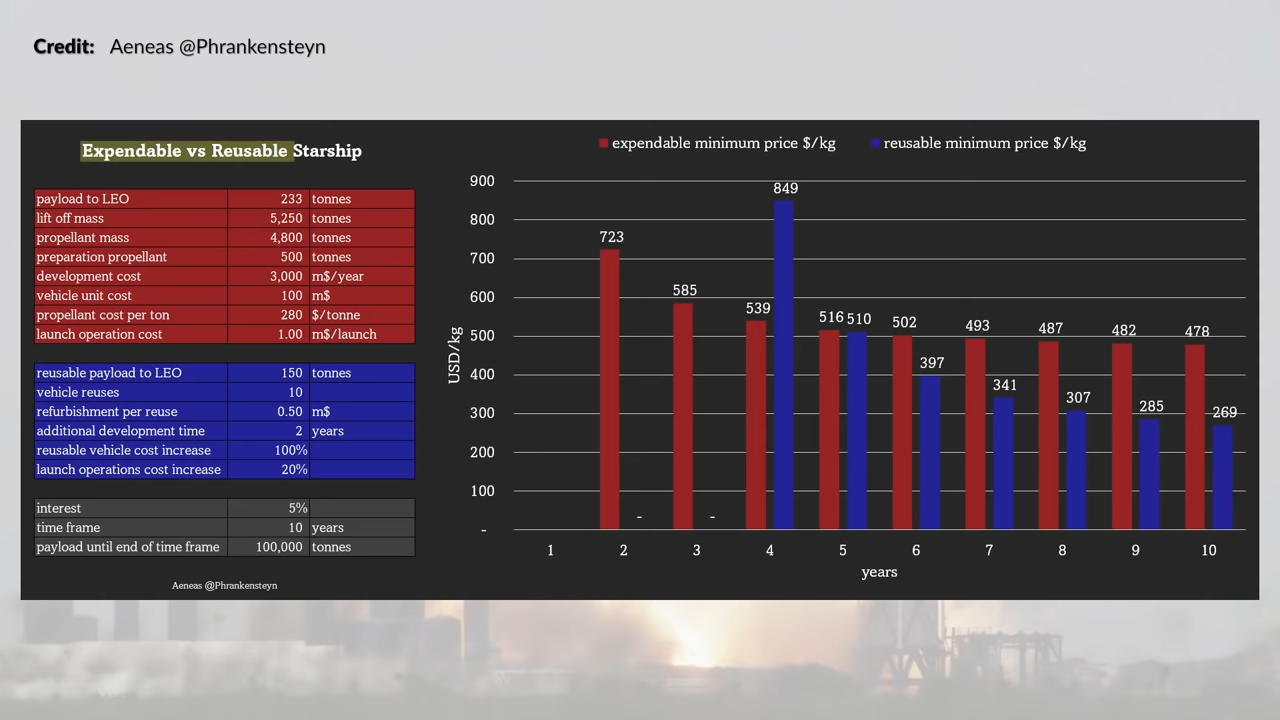 Credit: Aeneas @Phrankensteyn
Expendable vs Reusable Starship
payload to LEO 233 tonnes
lift off mass 5,250 tonnes
propellant mass 4,800 tonnes
preparation propellant 500 tonnes
development cost 3,000 m$/year
vehicle unit cost 100 m$
propellant cost per ton 280 $/tonne
launch operation cost 1.00 m$/launch
reusable payload to LEO 150 tonnes
vehicle reuses 10
refurbishment per reuse 0.50 m$
additional development time 2 years
reusable vehicle cost increase 100%
launch operations cost increase 20%
interest 5%
time frame 10 years
payload until end of time frame 100,000 tonnes
Aeneas @Phrankensteyn
expendable minimum price $/kg reusable minimum price $/kg
USD/kg
900
800
700
600
500
400
300
200
100
-
723 -
585 -
539 849
516 510
502 397
493 341
487 307
482 285
478 269
1 2 3 4 5 6 7 8 9 10
years